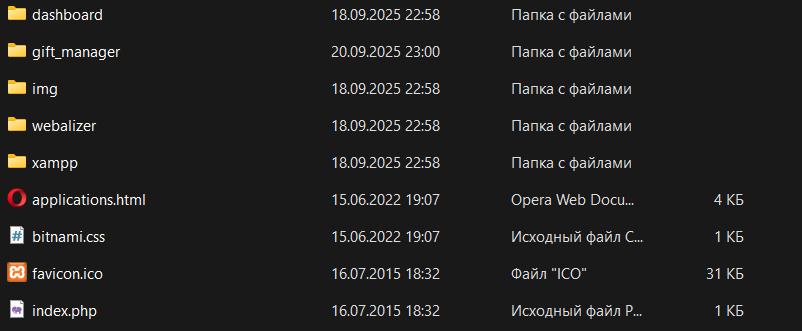 dashboard 18.09.2025 22:58 Папка с файлами
gift_manager 20.09.2025 23:00 Папка с файлами
img 18.09.2025 22:58 Папка с файлами
webalizer 18.09.2025 22:58 Папка с файлами
xampp 18.09.2025 22:58 Папка с файлами
applications.html 15.06.2022 19:07 Opera Web Docu... 4 КБ
bitnami.css 15.06.2022 19:07 Исходный файл C... 1 КБ
favicon.ico 16.07.2015 18:32 Файл "ICO" 31 КБ
index.php 16.07.2015 18:32 Исходный файл P... 1 КБ